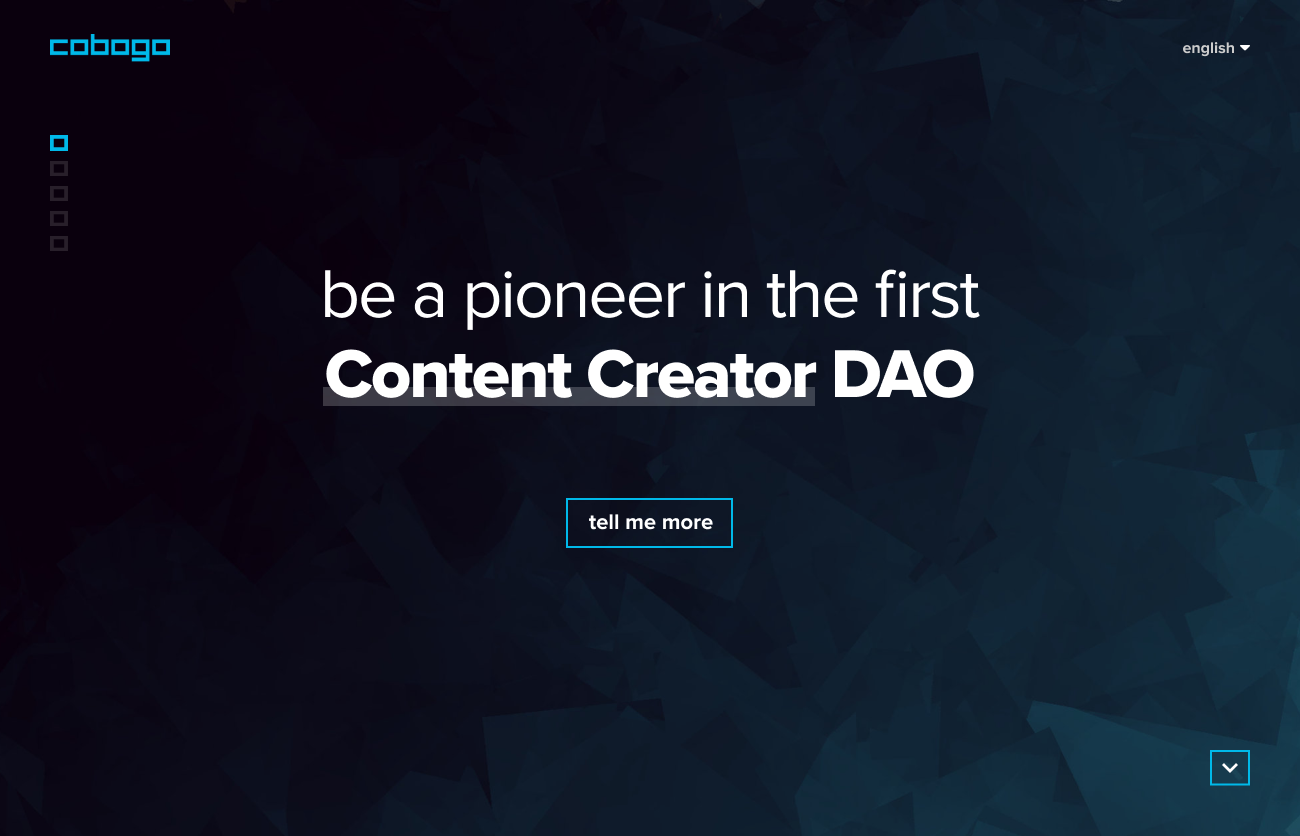 cobogo
english
be a pioneer in the first
Content Creator DAO
tell me more